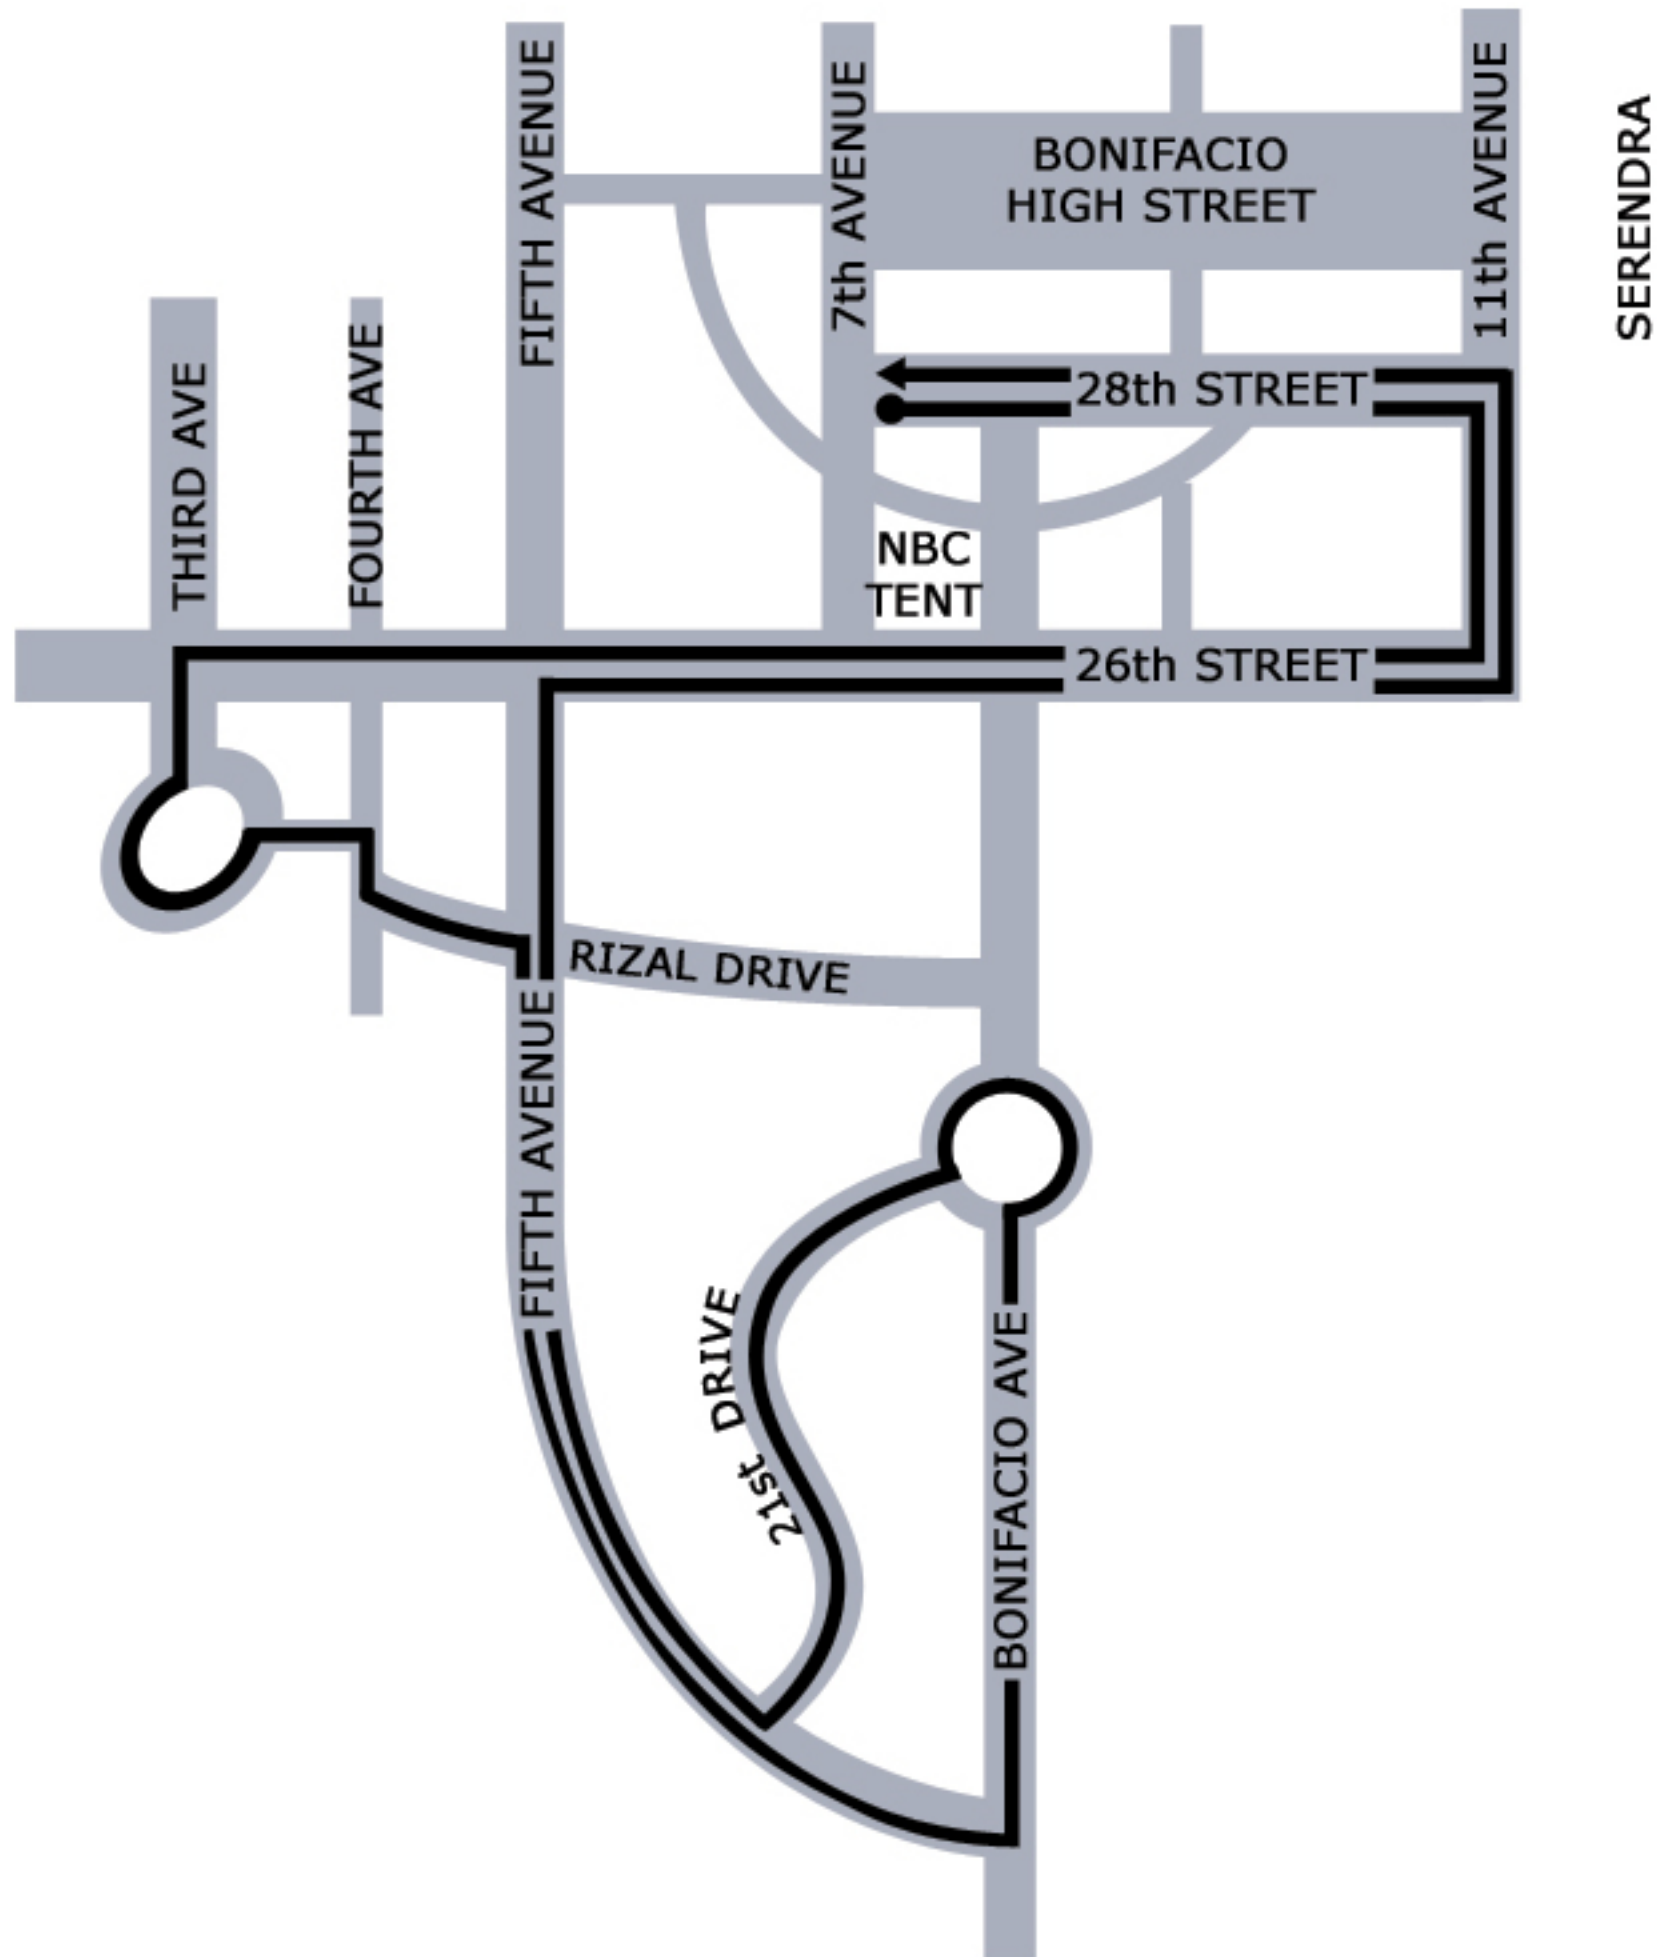 FIFTH AVENUE
7th AVENUE
BONIFACIO
HIGH STREET
11th AVENUE
SERENDRA
THIRD AVE
FOURTH AVE
28th STREET
NBC
TENT
26th STREET
RIZAL DRIVE
FIFTH AVENUE
21st DRIVE
BONIFACIO AVE